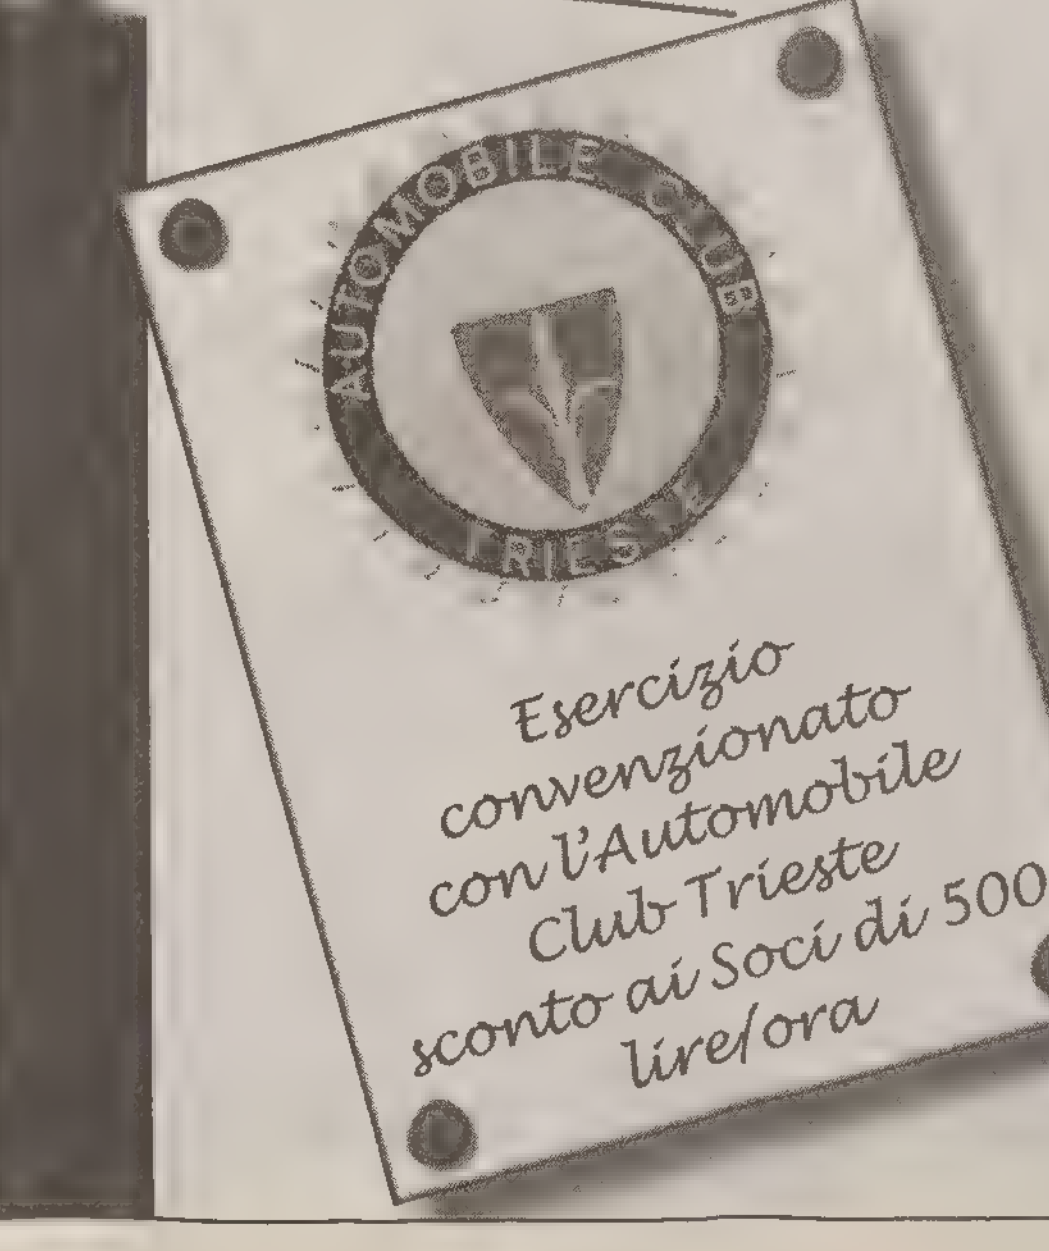 AUTOMOBILE CLUB
TRIESTE
Esercizio
convenzionato
con l'Automobile
Club Trieste
sconto ai Soci di 500
lire/ora